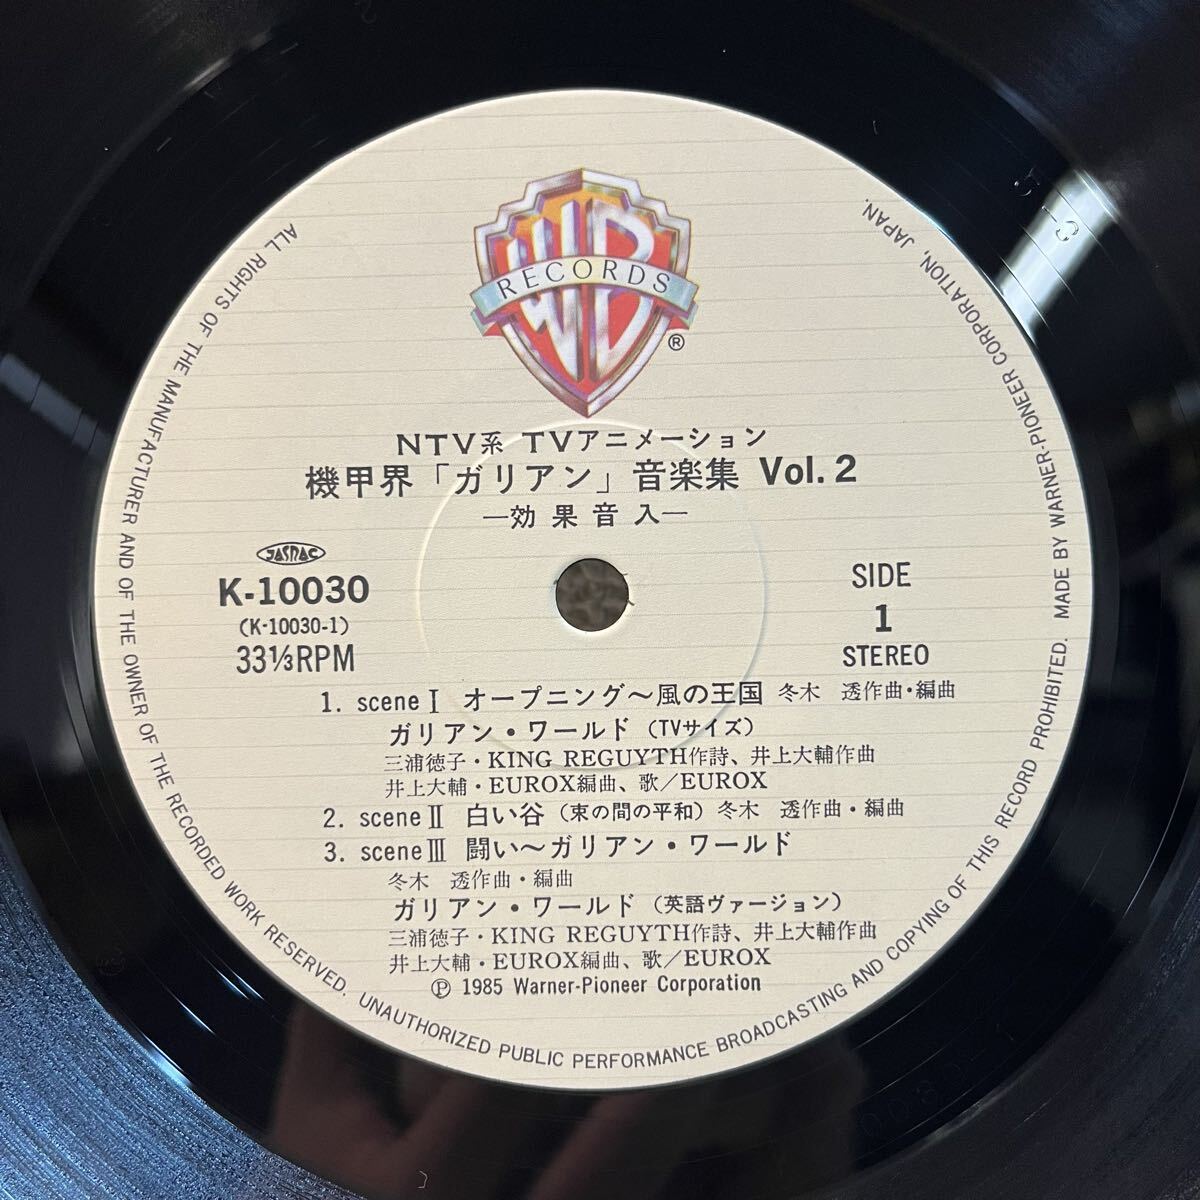 WB
RECORDS
®
NTV系 TVアニメーション
機甲界「ガリアン」音楽集 Vol.2
―効果音入―
JASRAC
K-10030
(K-10030-1)
33⅓RPM
SIDE
1
STEREO
1. scene Ⅰ オープニング～風の王国 冬木 透作曲・編曲
ガリアン・ワールド（TVサイズ）
三浦徳子・KING REGUYTH作詩、井上大輔作曲
井上大輔・EUROX編曲、歌／EUROX
2. scene Ⅱ 白い谷（束の間の平和）冬木 透作曲・編曲
3. scene Ⅲ 闘い～ガリアン・ワールド
冬木 透作曲・編曲
ガリアン・ワールド（英語ヴァージョン）
三浦徳子・KING REGUYTH作詩、井上大輔作曲
井上大輔・EUROX編曲、歌／EUROX
Ⓟ 1985 Warner-Pioneer Corporation
ALL RIGHTS OF THE MANUFACTURER AND OF THE OWNER OF THE RECORDED WORK RESERVED. UNAUTHORIZED PUBLIC PERFORMANCE BROADCASTING AND COPYING OF THIS RECORD PROHIBITED. MADE BY WARNER-PIONEER CORPORATION, JAPAN.